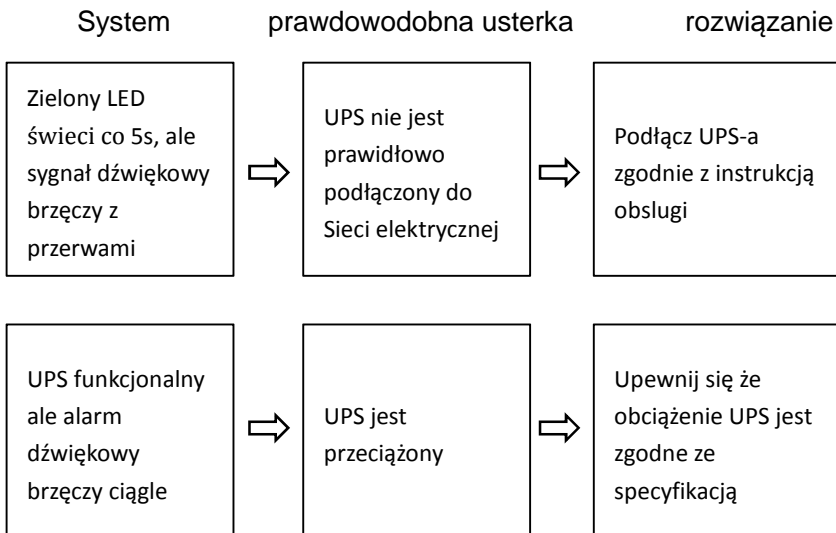 System
prawdowodobna usterka
rozwiązanie
Zielony LED
świeci co 5s, ale
sygnał dźwiękowy
brzęczy z
przerwami
UPS nie jest
prawidłowo
podłączony do
Sieci elektrycznej
Podłącz UPS-a
zgodnie z instrukcją
obslugi
UPS funkcjonalny
ale alarm
dźwiękowy
brzęczy ciągle
UPS jest
przeciążony
Upewnij się że
obciążenie UPS jest
zgodne ze
specyfikacją